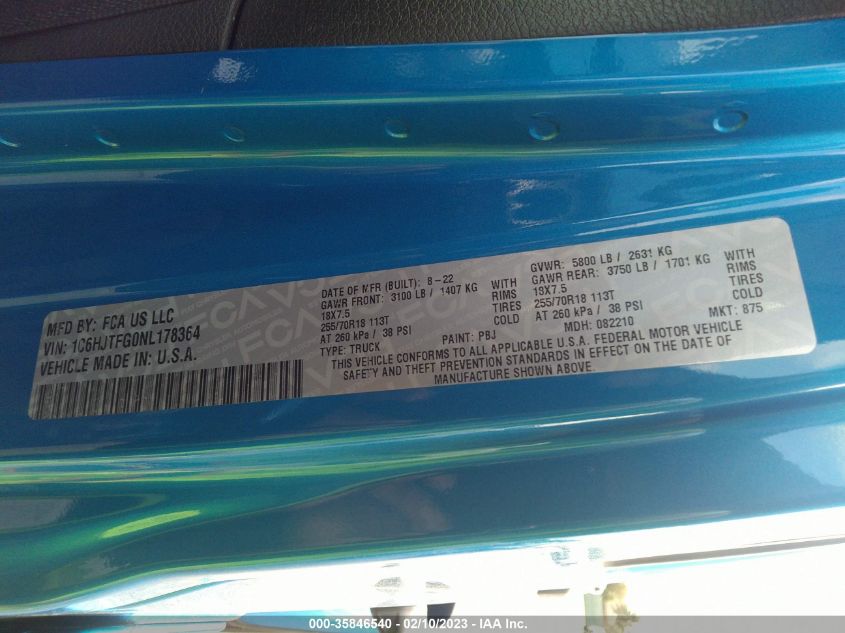 MFD BY: FCA US LLC
VIN: 1C6HJTFG0NL178364
VEHICLE MADE IN: U.S.A.
DATE OF MFR (BUILT): 8-22
GAWR FRONT: 3100 LB / 1407 KG WITH
18X7.5 RIMS
255/70R18 113T TIRES
AT 260 kPa / 38 PSI COLD
TYPE: TRUCK PAINT: PBJ
GVWR: 5800 LB / 2631 KG
GAWR REAR: 3750 LB / 1701 KG WITH
18X7.5 RIMS
255/70R18 113T TIRES
AT 260 kPa / 38 PSI COLD
MDH: 082210 MKT: 875
THIS VEHICLE CONFORMS TO ALL APPLICABLE U.S.A. FEDERAL MOTOR VEHICLE
SAFETY AND THEFT PREVENTION STANDARDS IN EFFECT ON THE DATE OF
MANUFACTURE SHOWN ABOVE.
000-35846540 - 02/10/2023 - IAA Inc.